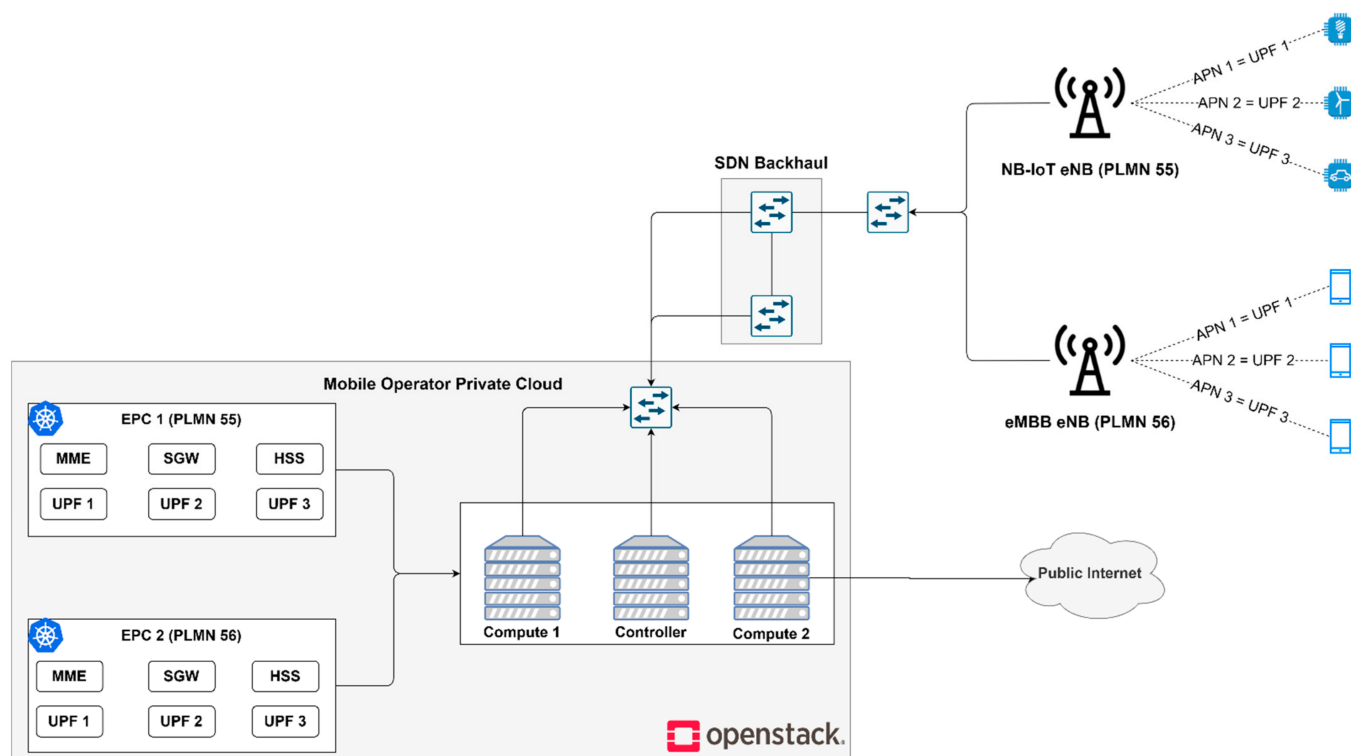 APN 1 = UPF 1
APN 2 = UPF 2
APN 3 = UPF 3
NB-IoT eNB (PLMN 55)
SDN Backhaul
APN 1 = UPF 1
APN 2 = UPF 2
APN 3 = UPF 3
eMBB eNB (PLMN 56)
Mobile Operator Private Cloud
EPC 1 (PLMN 55)
MME SGW HSS
UPF 1 UPF 2 UPF 3
Compute 1 Controller Compute 2
Public Internet
EPC 2 (PLMN 56)
MME SGW HSS
UPF 1 UPF 2 UPF 3
openstack.